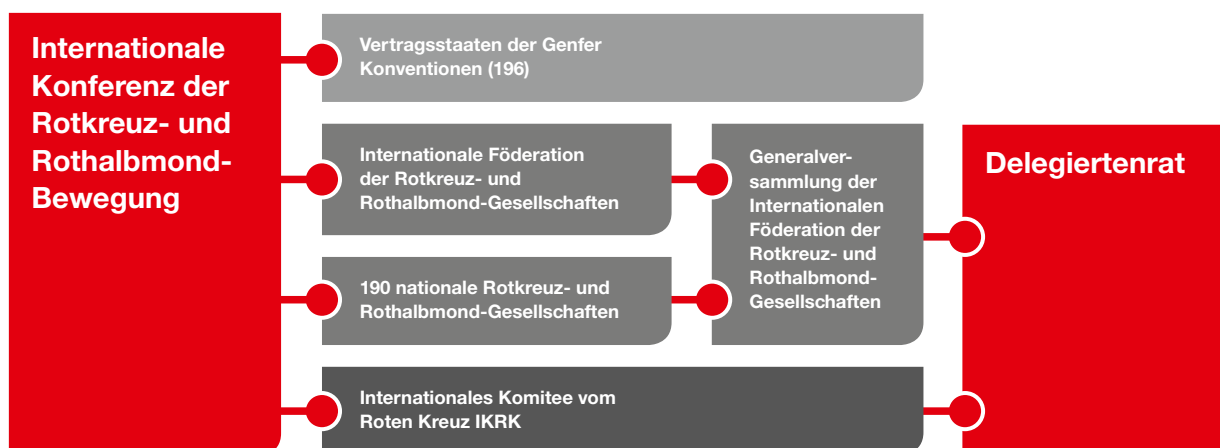 Internationale
Konferenz der
Rotkreuz- und
Rothalbmond-
Bewegung
Vertragsstaaten der Genfer
Konventionen (196)
Internationale Föderation
der Rotkreuz- und
Rothalbmond-Gesellschaften
190 nationale Rotkreuz- und
Rothalbmond-Gesellschaften
Generalver-
sammlung der
Internationalen
Föderation der
Rotkreuz- und
Rothalbmond-
Gesellschaften
Internationales Komitee vom
Roten Kreuz IKRK
Delegiertenrat